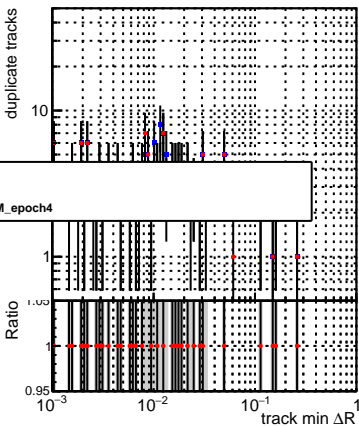 duplicate tracks
10
M_epoch4
1
1.05
Ratio
1
0.95
10⁻³ 10⁻² 10⁻¹ 1
track min ΔR